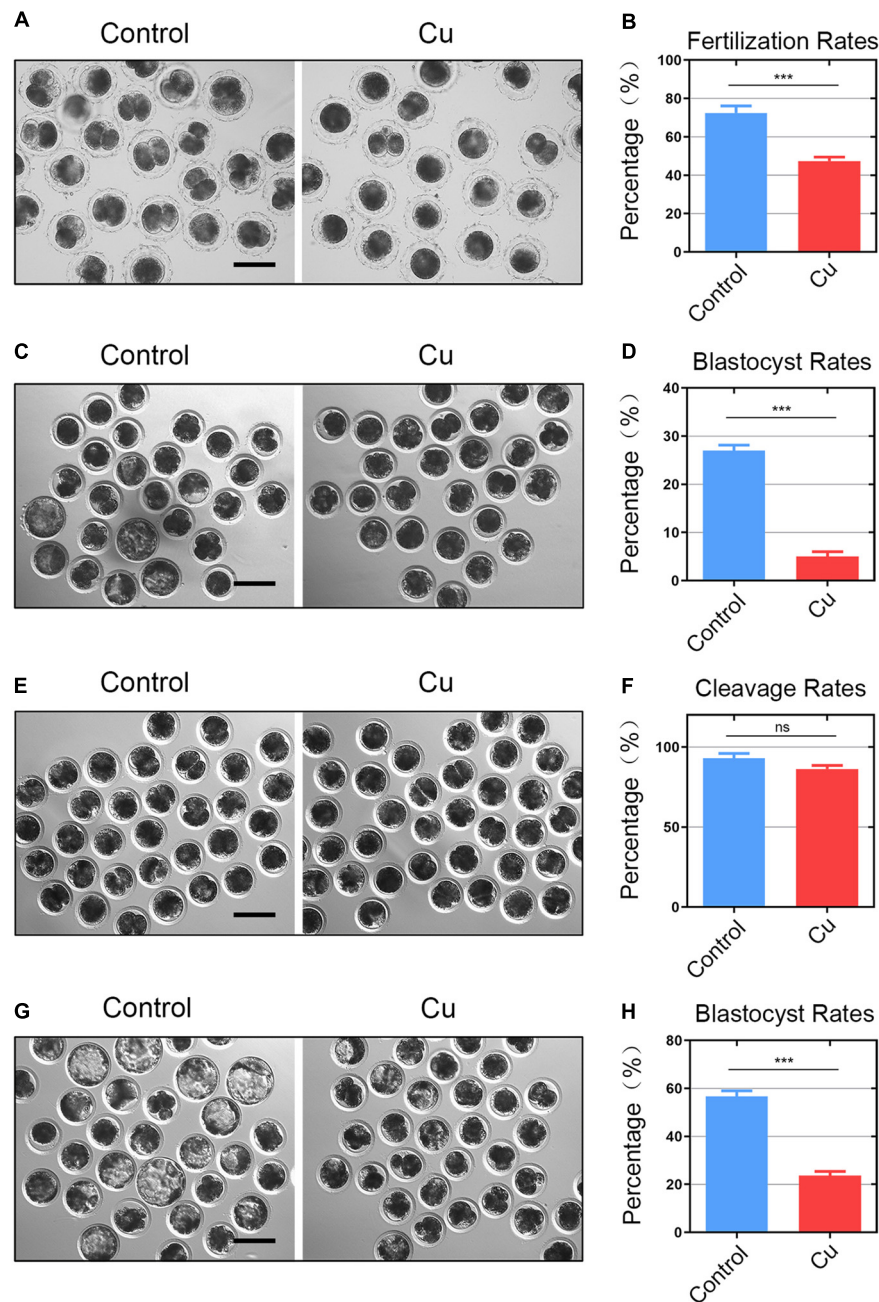 A
Control
Cu
B
Fertilization Rates
Percentage（%）
100
80
60
40
20
0
***
Control
Cu
C
Control
Cu
D
Blastocyst Rates
Percentage（%）
40
30
20
10
0
***
Control
Cu
E
Control
Cu
F
Cleavage Rates
Percentage（%）
100
50
0
ns
Control
Cu
G
Control
Cu
H
Blastocyst Rates
Percentage（%）
80
60
40
20
0
***
Control
Cu